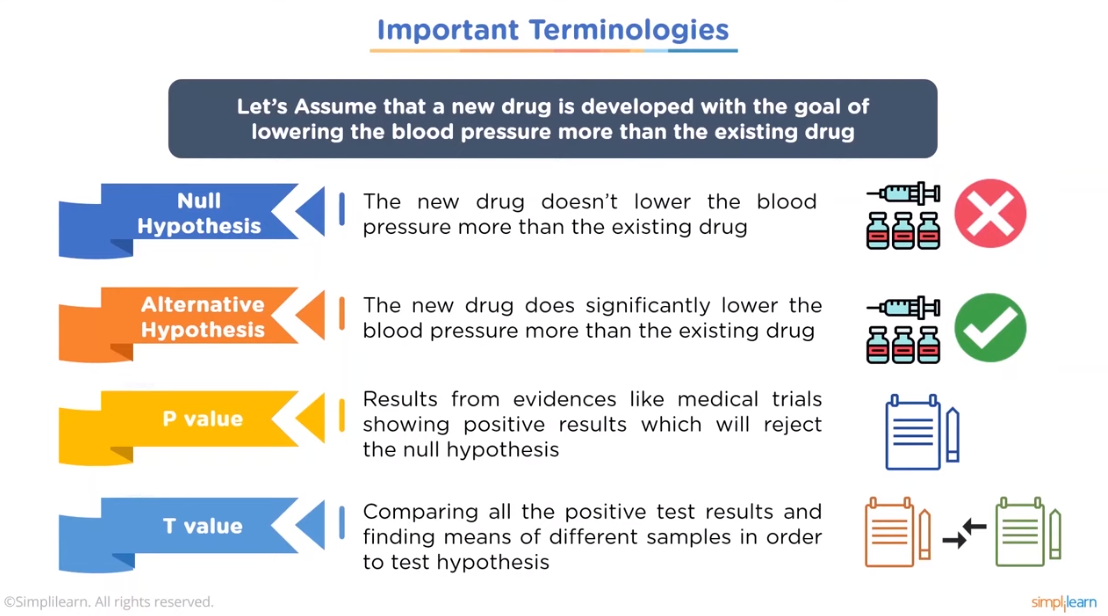 Important Terminologies
Let's Assume that a new drug is developed with the goal of
lowering the blood pressure more than the existing drug
Null
Hypothesis
The new drug doesn't lower the blood
pressure more than the existing drug
Alternative
Hypothesis
The new drug does significantly lower the
blood pressure more than the existing drug
P value
Results from evidences like medical trials
showing positive results which will reject
the null hypothesis
T value
Comparing all the positive test results and
finding means of different samples in order
to test hypothesis
©Simplilearn. All rights reserved.
simplilearn